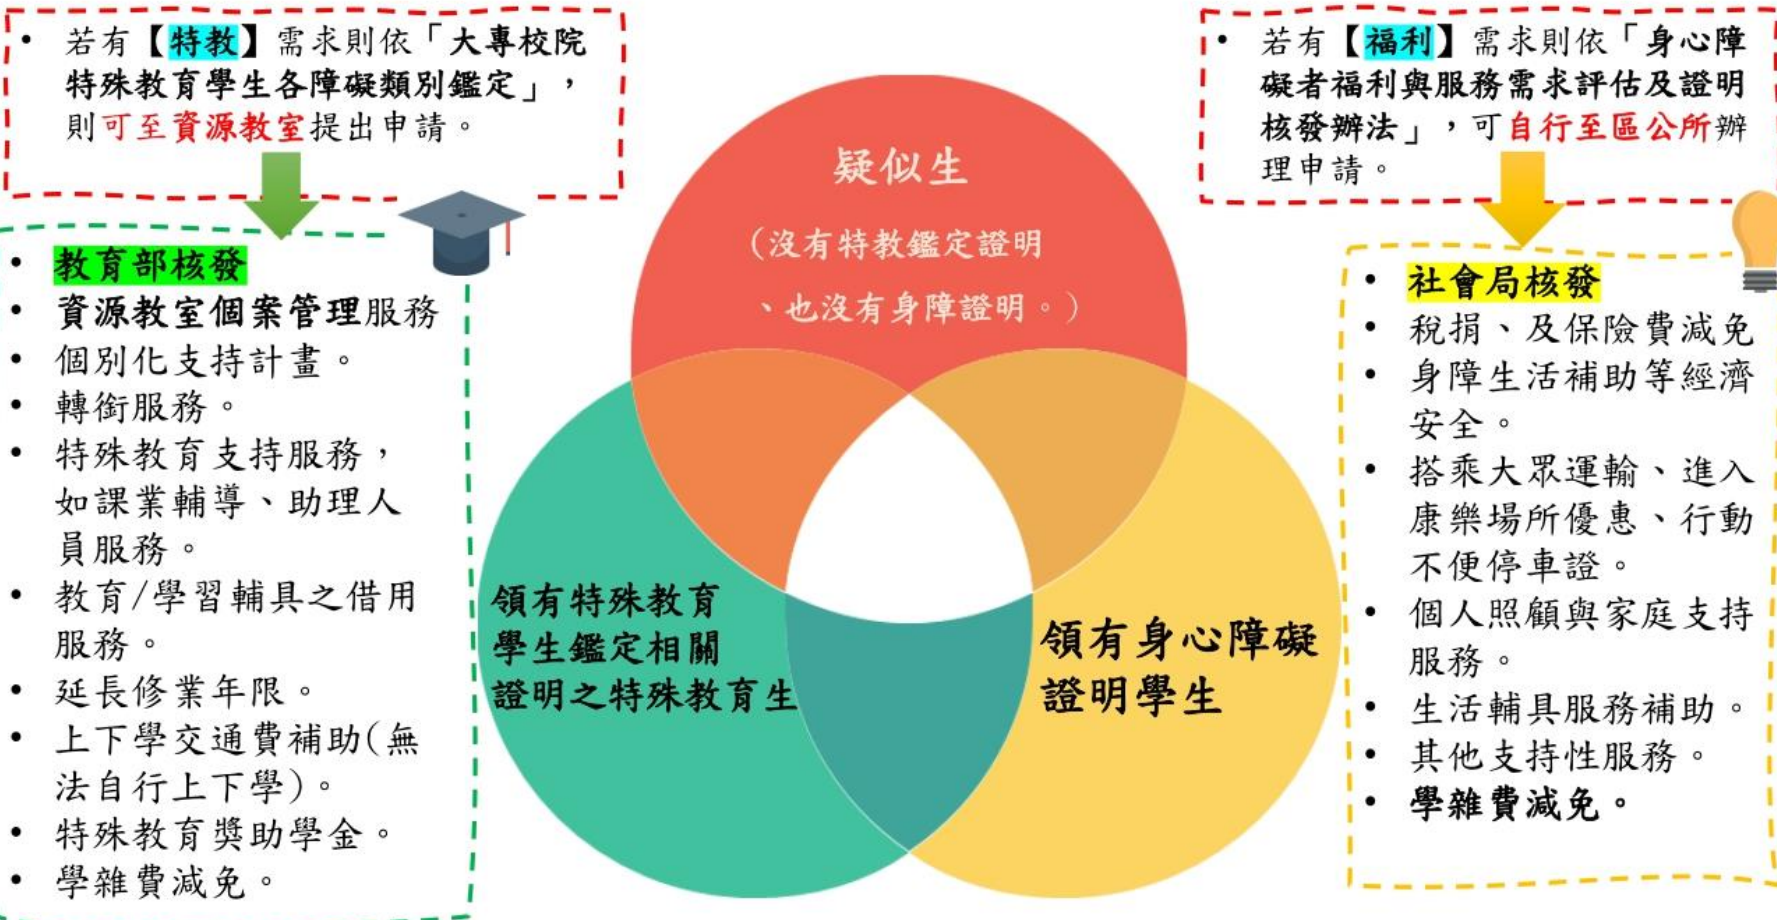 • 若有【特教】需求則依「大專校院
特殊教育學生各障礙類別鑑定」，
則可至資源教室提出申請。
• 教育部核發
• 資源教室個案管理服務
• 個別化支持計畫。
• 轉銜服務。
• 特殊教育支持服務，
如課業輔導、助理人
員服務。
• 教育/學習輔具之借用
服務。
• 延長修業年限。
• 上下學交通費補助(無
法自行上下學)。
• 特殊教育獎助學金。
• 學雜費減免。
疑似生
(沒有特教鑑定證明
、也沒有身障證明。)
領有特殊教育
學生鑑定相關
證明之特殊教育生
領有身心障礙
證明學生
• 若有【福利】需求則依「身心障
礙者福利與服務需求評估及證明
核發辦法」，可自行至區公所辦
理申請。
• 社會局核發
• 稅捐、及保險費減免
• 身障生活補助等經濟
安全。
• 搭乘大眾運輸、進入
康樂場所優惠、行動
不便停車證。
• 個人照顧與家庭支持
服務。
• 生活輔具服務補助。
• 其他支持性服務。
• 學雜費減免。